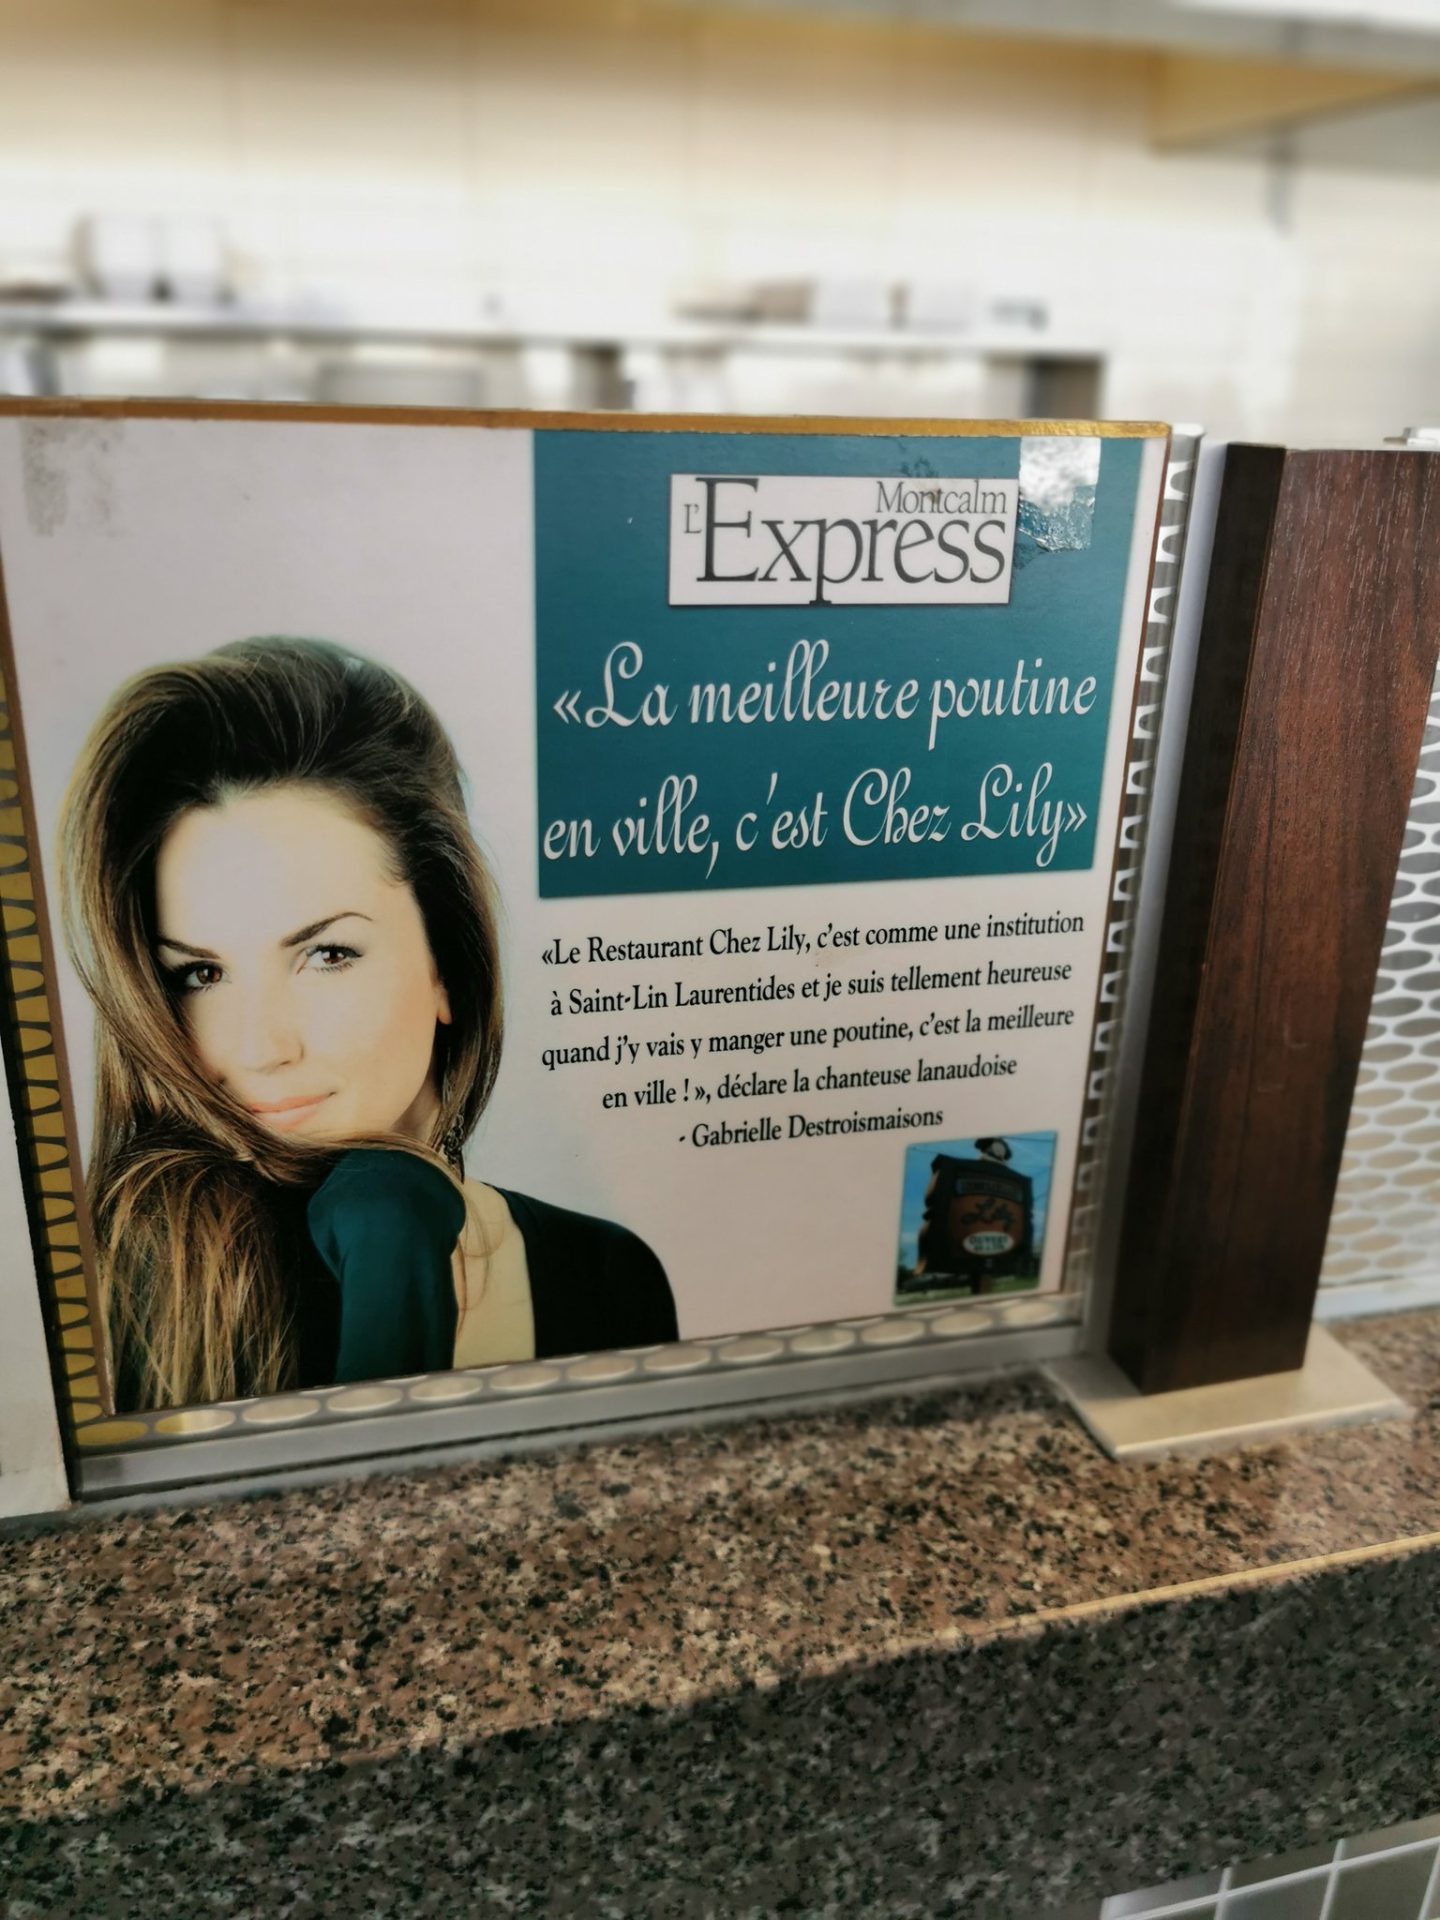 L'Express
Montcalm
«La meilleure poutine
en ville, c'est Chez Lily»
«Le Restaurant Chez Lily, c'est comme une institution
à Saint-Lin Laurentides et je suis tellement heureuse
quand j'y vais y manger une poutine, c'est la meilleure
en ville ! », déclare la chanteuse lanaudoise
- Gabrielle Destroismaisons
Lily
OUVERT